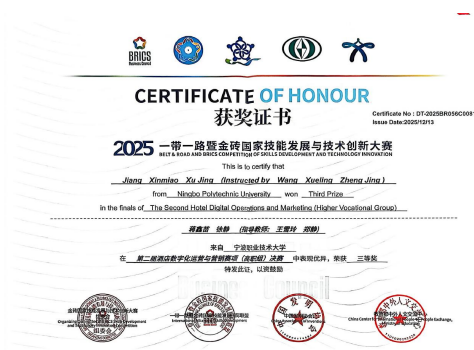 BRICS
Business Council
CERTIFICATE OF HONOUR
获奖证书
Certificate No : DT-2025BR056C0081
Issue Date:2025/12/13
2025 一带一路暨金砖国家技能发展与技术创新大赛
BELT & ROAD AND BRICS COMPETITION OF SKILLS DEVELOPMENT AND TECHNOLOGY INNOVATION
This is to certify that
Jiang Xinmiao Xu Jing (Instructed by Wang Xueling Zheng Jing )
from Ningbo Polytechnic University won Third Prize
in the finals of The Second Hotel Digital Operations and Marketing (Higher Vocational Group)
蒋鑫苗 徐静 (指导教师: 王雪玲 郑静)
来自 宁波职业技术大学
在 第二届酒店数字化运营与营销赛项 (高职组) 决赛 中表现优异，荣获 三等奖
特发此证，以资鼓励